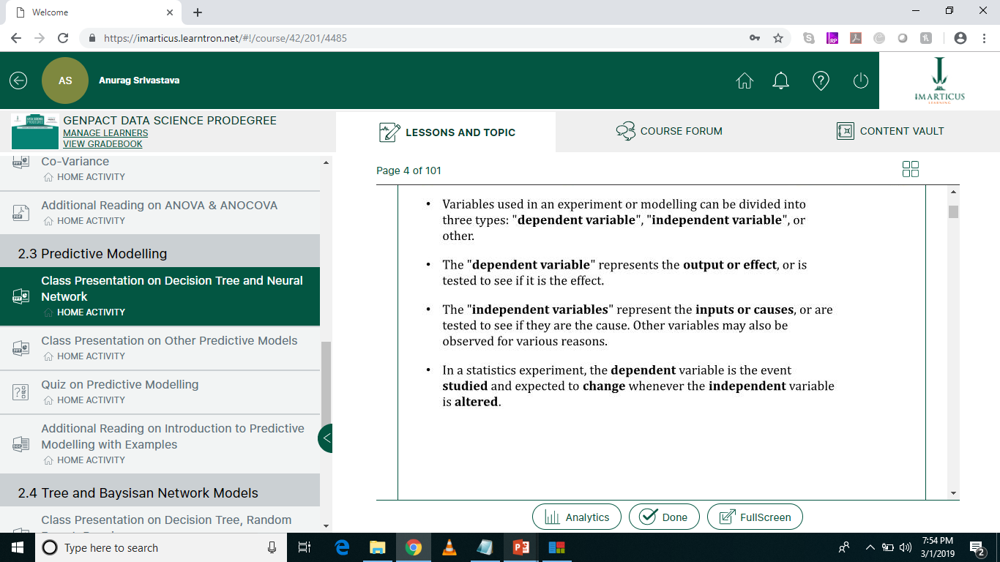 Welcome
https://imarticus.learntron.net/#!/course/42/201/4485
AS
Anurag Srivastava
IMARTICUS
LEARNING
GENPACT DATA SCIENCE PRODEGREE
MANAGE LEARNERS
VIEW GRADEBOOK
LESSONS AND TOPIC
COURSE FORUM
CONTENT VAULT
Co-Variance
HOME ACTIVITY
Additional Reading on ANOVA & ANOCOVA
HOME ACTIVITY
2.3 Predictive Modelling
Class Presentation on Decision Tree and Neural
Network
HOME ACTIVITY
Class Presentation on Other Predictive Models
HOME ACTIVITY
Quiz on Predictive Modelling
HOME ACTIVITY
Additional Reading on Introduction to Predictive
Modelling with Examples
HOME ACTIVITY
2.4 Tree and Baysisan Network Models
Class Presentation on Decision Tree, Random
Page 4 of 101
• Variables used in an experiment or modelling can be divided into
three types: "dependent variable", "independent variable", or
other.
• The "dependent variable" represents the output or effect, or is
tested to see if it is the effect.
• The "independent variables" represent the inputs or causes, or are
tested to see if they are the cause. Other variables may also be
observed for various reasons.
• In a statistics experiment, the dependent variable is the event
studied and expected to change whenever the independent variable
is altered.
Analytics
Done
FullScreen
Type here to search
7:54 PM
3/1/2019
2